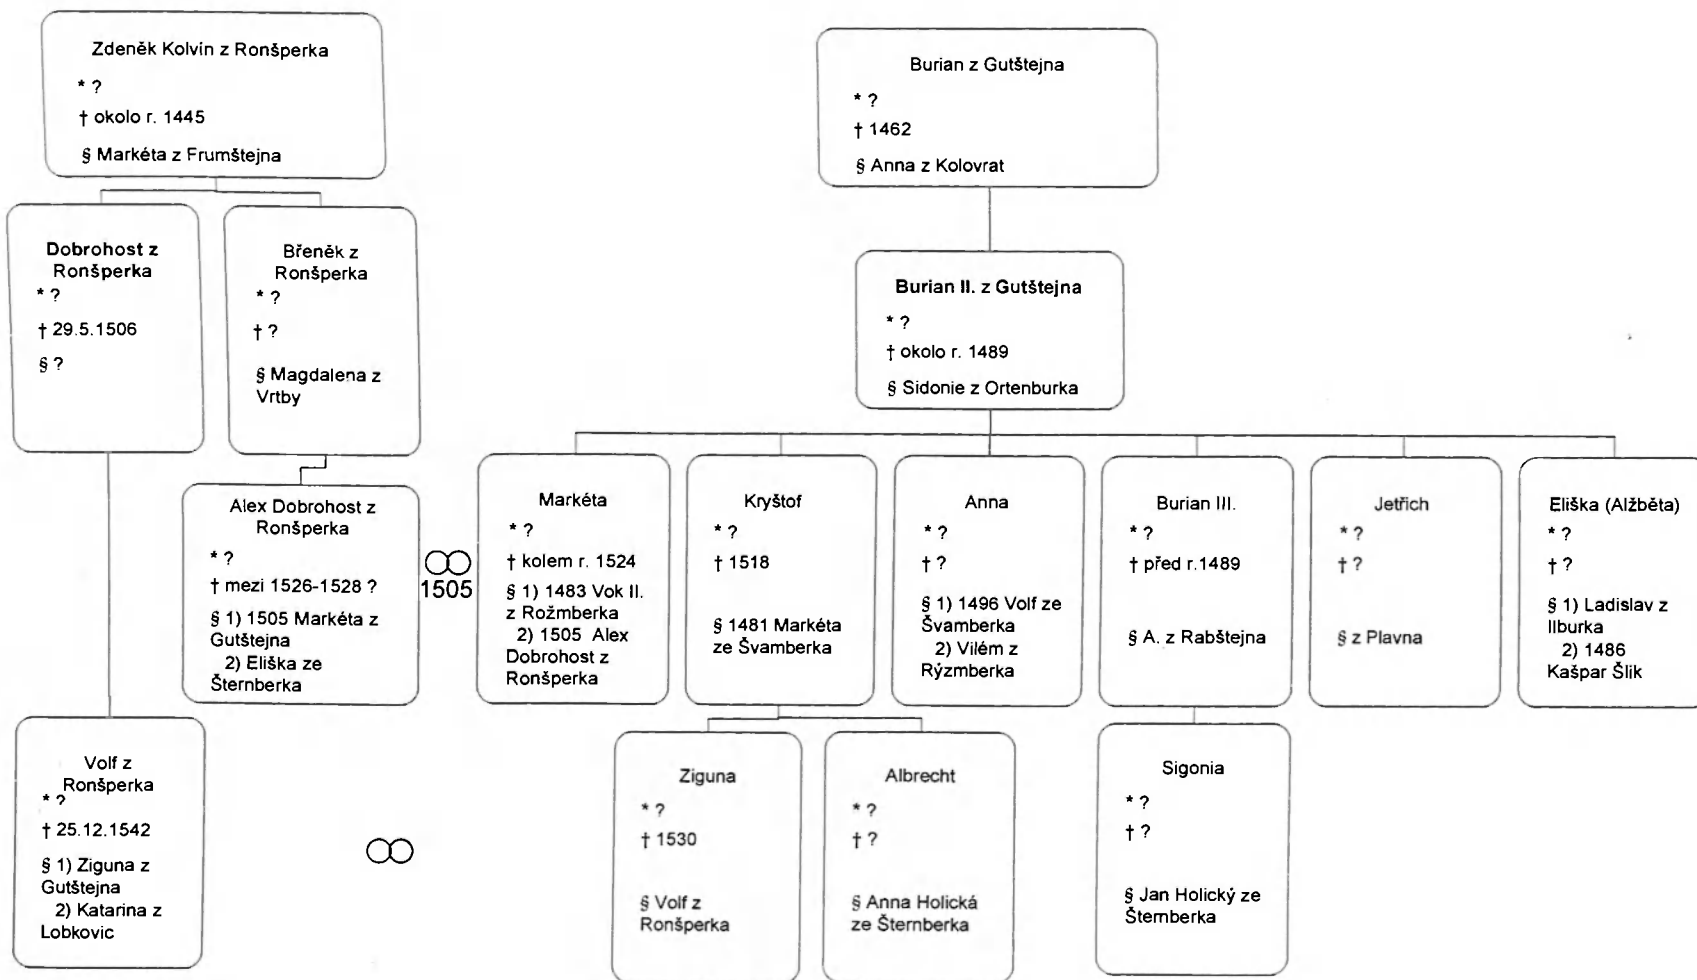 Zdeněk Kolvin z Ronšperka
* ?
† okolo r. 1445
§ Markéta z Frumštejna
Burian z Gutštejna
* ?
† 1462
§ Anna z Kolovrat
Dobrohost z
Ronšperka
* ?
† 29.5.1506
§ ?
Břeněk z
Ronšperka
* ?
† ?
§ Magdalena z
Vrtby
Burian II. z Gutštejna
* ?
† okolo r. 1489
§ Sidonie z Ortenburka
Alex Dobrohost z
Ronšperka
* ?
† mezi 1526-1528 ?
§ 1) 1505 Markéta z
Gutštejna
2) Eliška ze
Šternberka
1505
Markéta
* ?
† kolem r. 1524
§ 1) 1483 Vok II.
z Rožmberka
2) 1505 Alex
Dobrohost z
Ronšperka
Kryštof
* ?
† 1518
§ 1481 Markéta
ze Švamberka
Anna
* ?
† ?
§ 1) 1496 Volf ze
Švamberka
2) Vilém z
Rýzmberka
Burian III.
* ?
† před r.1489
§ A. z Rabštejna
Jetřich
* ?
† ?
§ z Plavna
Eliška (Alžběta)
* ?
† ?
§ 1) Ladislav z
Ilburka
2) 1486
Kašpar Šlik
Volf z
Ronšperka
* ?
† 25.12.1542
§ 1) Ziguna z
Gutštejna
2) Katarina z
Lobkovic
Ziguna
* ?
† 1530
§ Volf z
Ronšperka
Albrecht
* ?
† ?
§ Anna Holická
ze Šternberka
Sigonia
* ?
† ?
§ Jan Holický ze
Šternberka